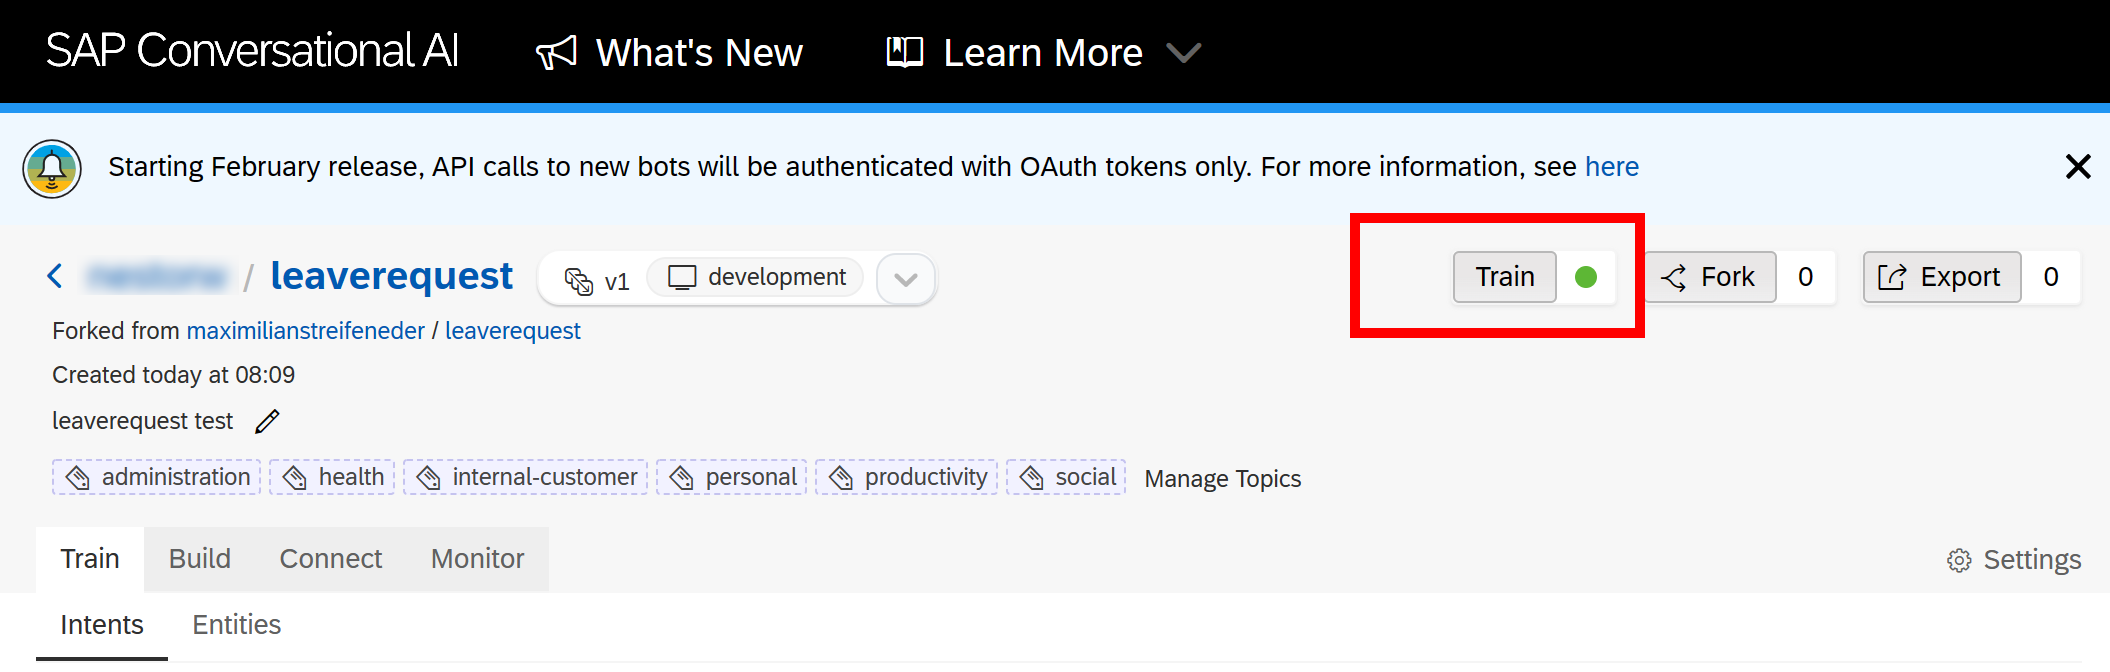 SAP Conversational AI What's New Learn More
Starting February release, API calls to new bots will be authenticated with OAuth tokens only. For more information, see here
/ leaverequest v1 development Train Fork 0 Export 0
Forked from maximilianstreifeneder / leaverequest
Created today at 08:09
leaverequest test
administration health internal-customer personal productivity social Manage Topics
Train Build Connect Monitor Settings
Intents Entities